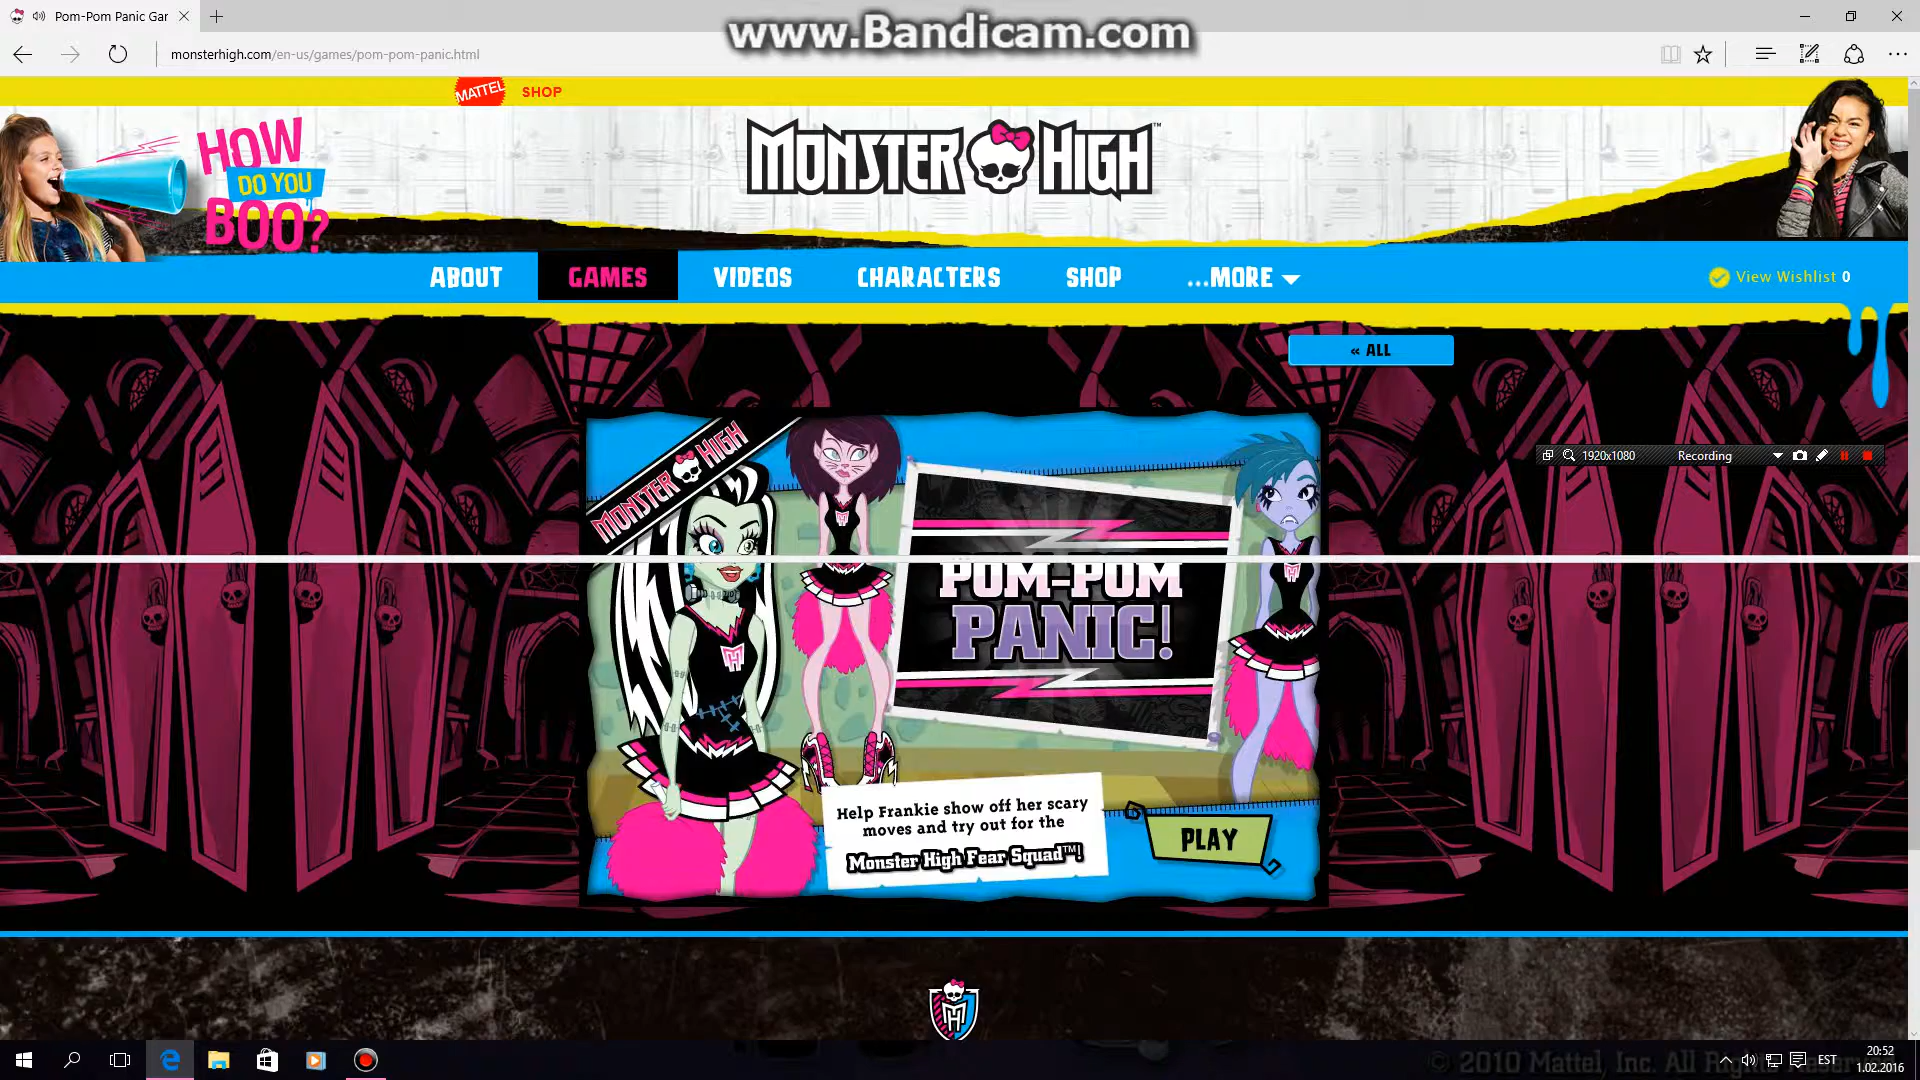 Pom-Pom Panic Gar
www.Bandicam.com
monsterhigh.com/en-us/games/pom-pom-panic.html
MATTEL SHOP
HOW
DO YOU
BOO?
MONSTER HIGH™
ABOUT GAMES VIDEOS CHARACTERS SHOP ...MORE View Wishlist 0
« ALL
1920x1080 Recording
MONSTER HIGH
POM-POM
PANIC!
Help Frankie show off her scary
moves and try out for the
Monster High Fear Squad™!
PLAY
EST
20:52
1.02.2016
© 2010 Mattel, Inc. All Rights